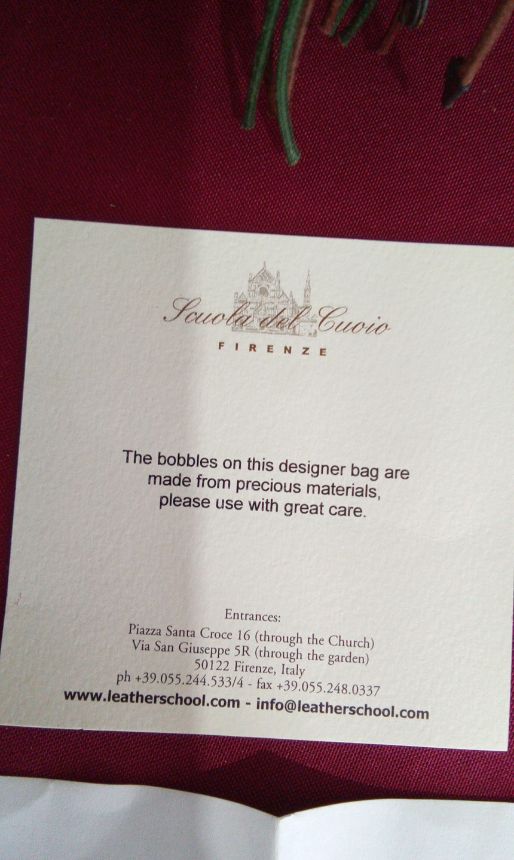 Scuola del Cuoio
FIRENZE
The bobbles on this designer bag are
made from precious materials,
please use with great care.
Entrances:
Piazza Santa Croce 16 (through the Church)
Via San Giuseppe 5R (through the garden)
50122 Firenze, Italy
ph +39.055.244.533/4 - fax +39.055.248.0337
www.leatherschool.com - info@leatherschool.com